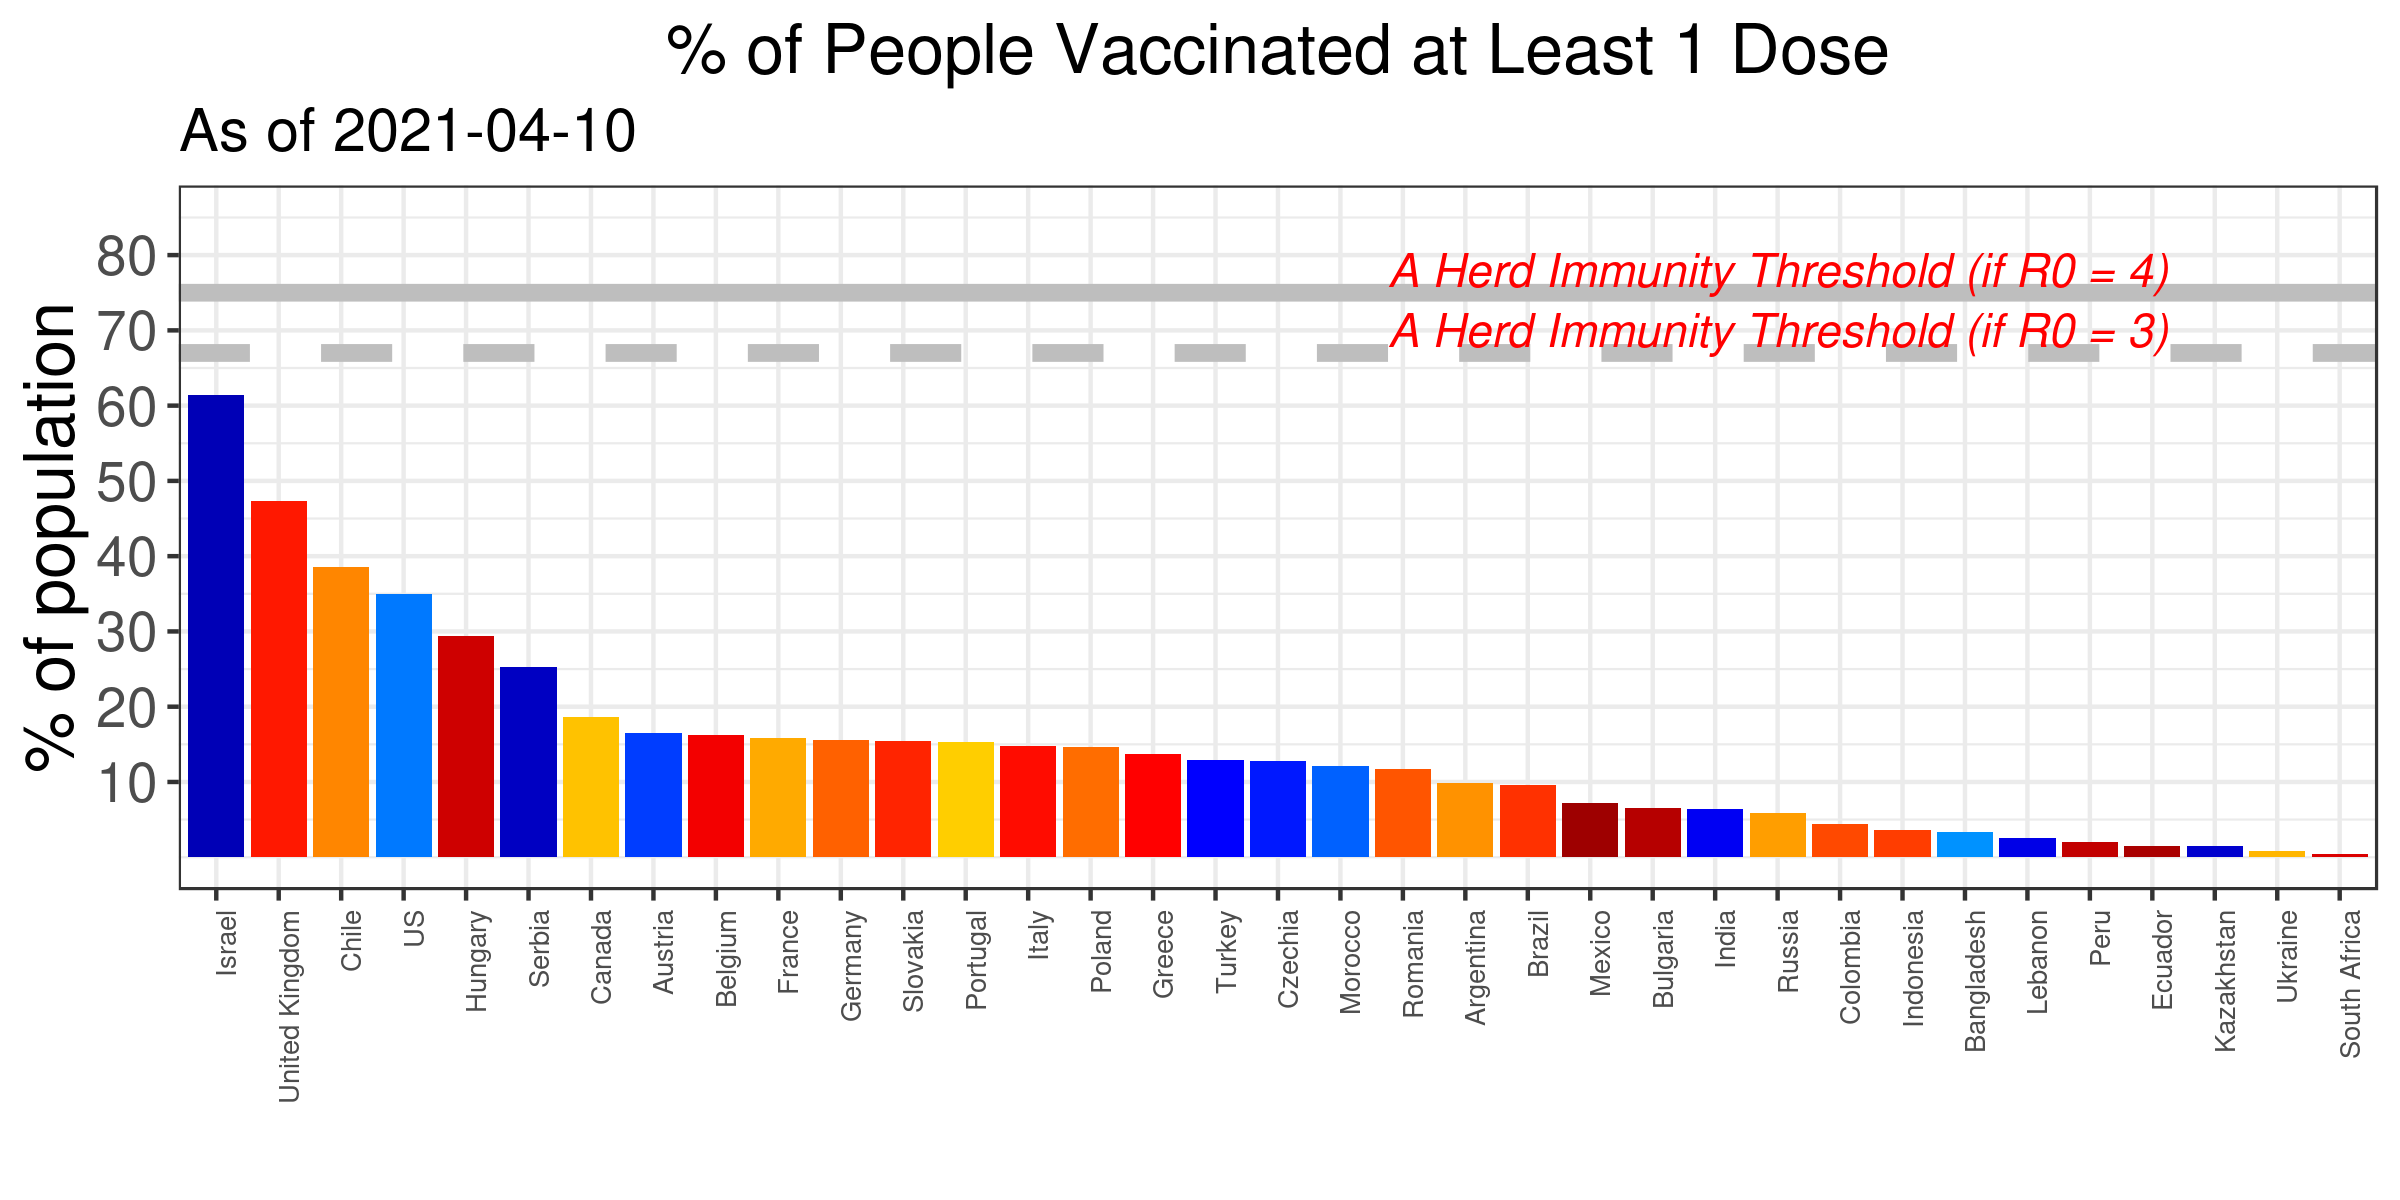 % of People Vaccinated at Least 1 Dose
As of 2021-04-10
% of population
80
70
60
50
40
30
20
10
A Herd Immunity Threshold (if R0 = 4)
A Herd Immunity Threshold (if R0 = 3)
Israel
United Kingdom
Chile
US
Hungary
Serbia
Canada
Austria
Belgium
France
Germany
Slovakia
Portugal
Italy
Poland
Greece
Turkey
Czechia
Morocco
Romania
Argentina
Brazil
Mexico
Bulgaria
India
Russia
Colombia
Indonesia
Bangladesh
Lebanon
Peru
Ecuador
Kazakhstan
Ukraine
South Africa